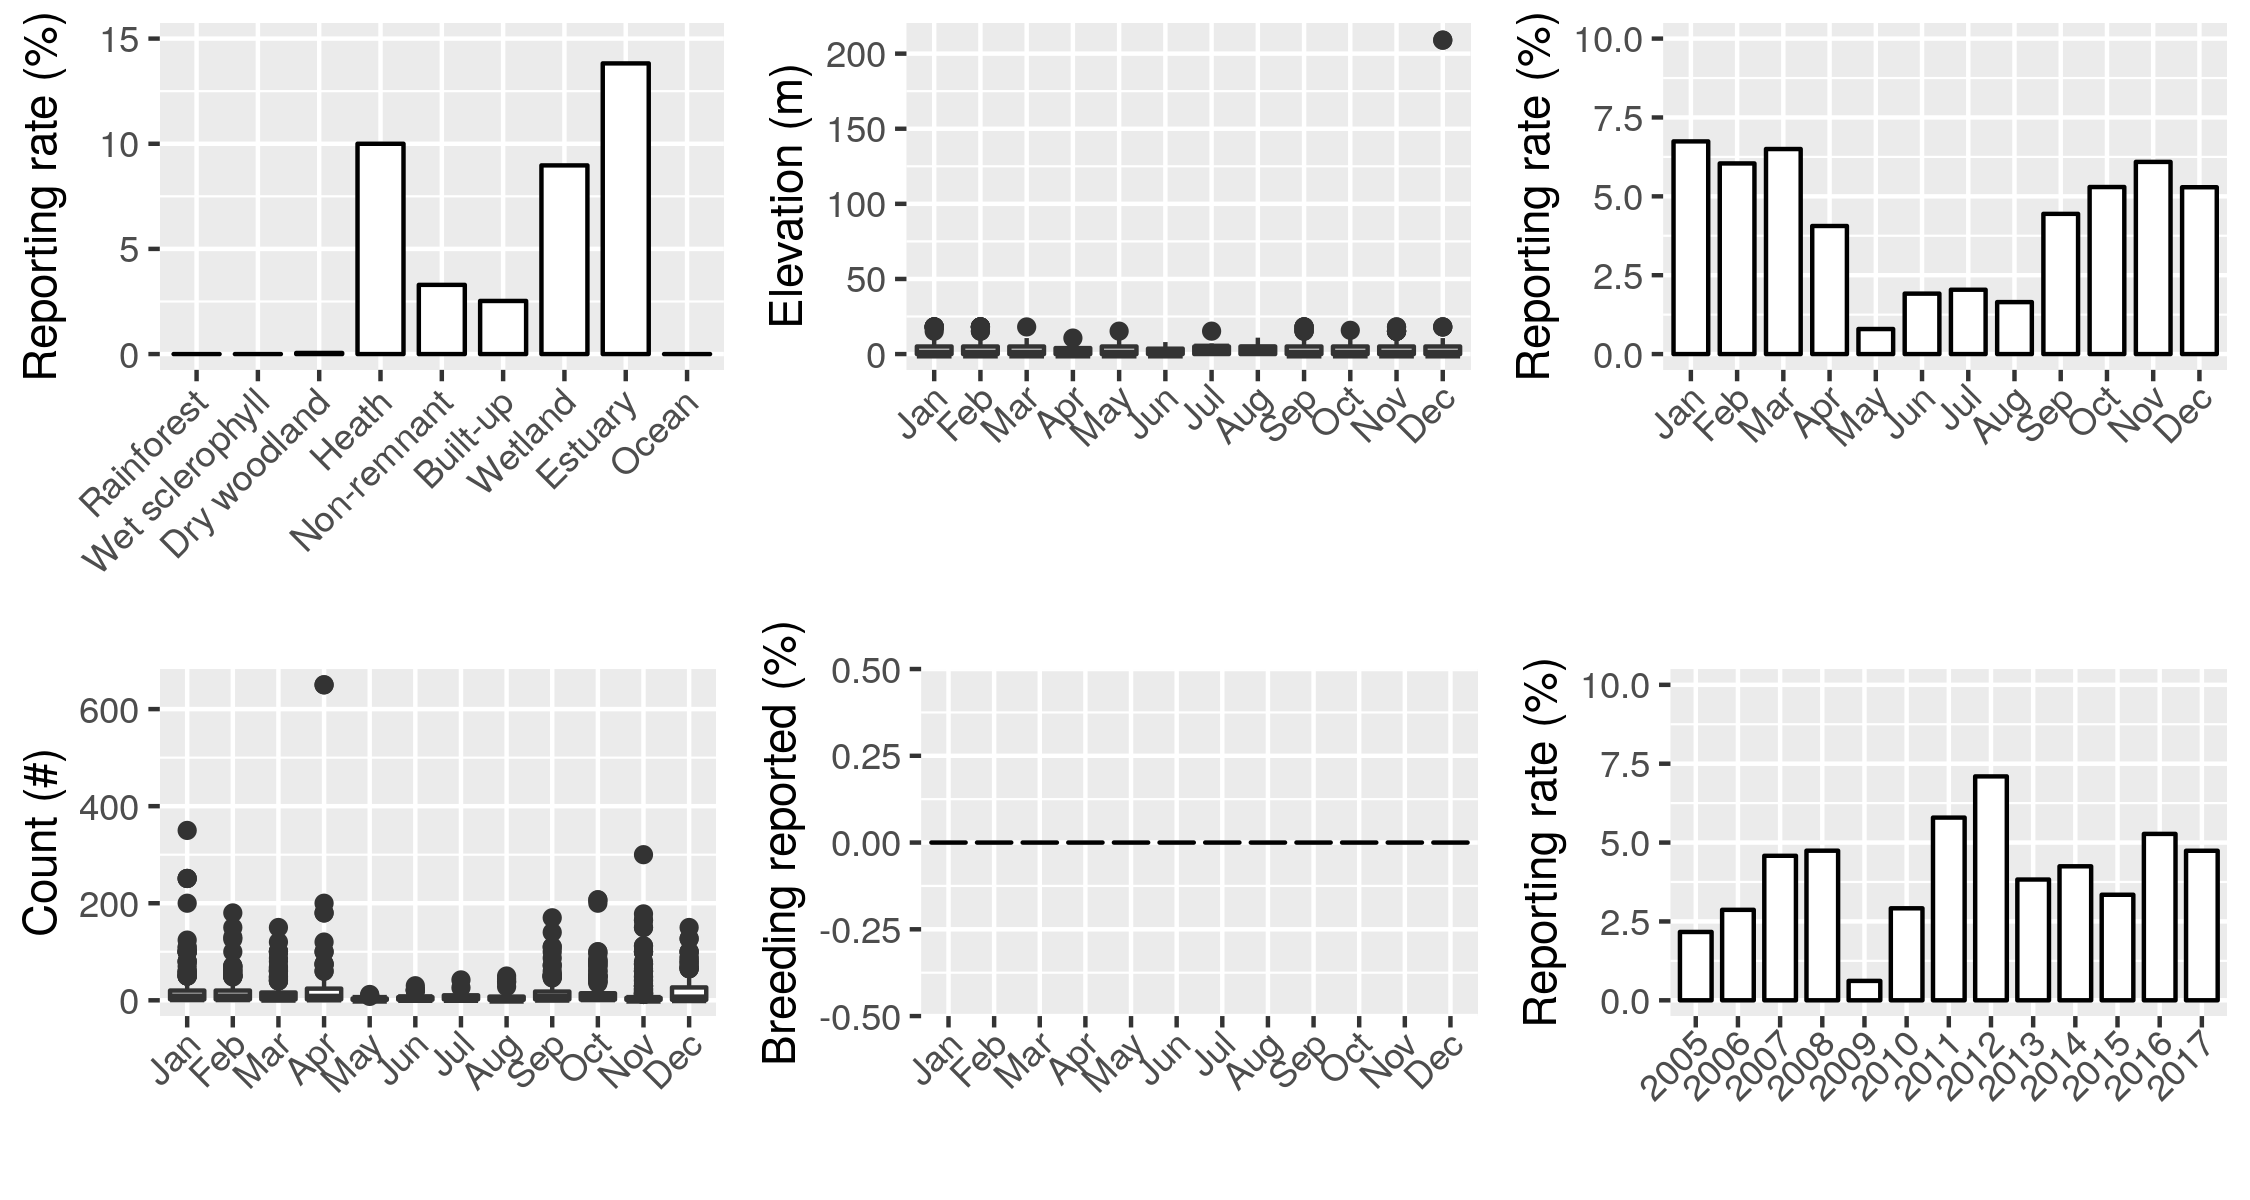 Reporting rate (%)
15
10
5
0
Rainforest
Wet sclerophyll
Dry woodland
Heath
Non-remnant
Built-up
Wetland
Estuary
Ocean
Elevation (m)
200
150
100
50
0
Jan
Feb
Mar
Apr
May
Jun
Jul
Aug
Sep
Oct
Nov
Dec
Reporting rate (%)
10.0
7.5
5.0
2.5
0.0
Jan
Feb
Mar
Apr
May
Jun
Jul
Aug
Sep
Oct
Nov
Dec
Count (#)
600
400
200
0
Jan
Feb
Mar
Apr
May
Jun
Jul
Aug
Sep
Oct
Nov
Dec
Breeding reported (%)
0.50
0.25
0.00
-0.25
-0.50
Jan
Feb
Mar
Apr
May
Jun
Jul
Aug
Sep
Oct
Nov
Dec
Reporting rate (%)
10.0
7.5
5.0
2.5
0.0
2005
2006
2007
2008
2009
2010
2011
2012
2013
2014
2015
2016
2017